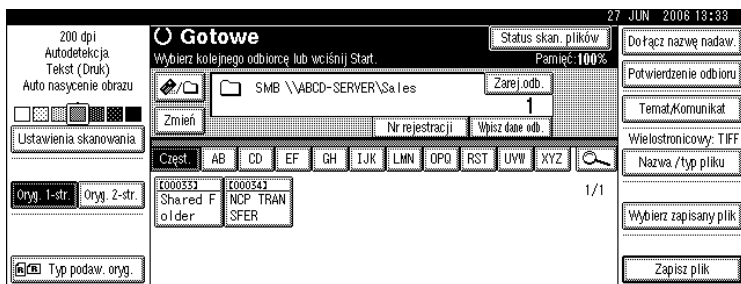 27 JUN 2006 13:33
200 dpi
Autodetekcja
Tekst (Druk)
Auto nasycenie obrazu
Ustawienia skanowania
Oryg. 1-str.
Oryg. 2-str.
Typ podaw. oryg.
Gotowe
Status skan. plików
Wybierz kolejnego odbiorcę lub wciśnij Start.
Pamięć:100%
SMB \\ABCD-SERVER\Sales
Zarej.odb.
1
Zmień
Nr rejestracji
Wpisz dane odb.
Częst.
AB
CD
EF
GH
IJK
LMN
OPQ
RST
UVW
XYZ
[00033]
Shared F
older
[00034]
NCP TRAN
SFER
1/1
Dołącz nazwę nadaw.
Potwierdzenie odbioru
Temat/Komunikat
Wielostronicowy: TIFF
Nazwa /typ pliku
Wybierz zapisany plik
Zapisz plik